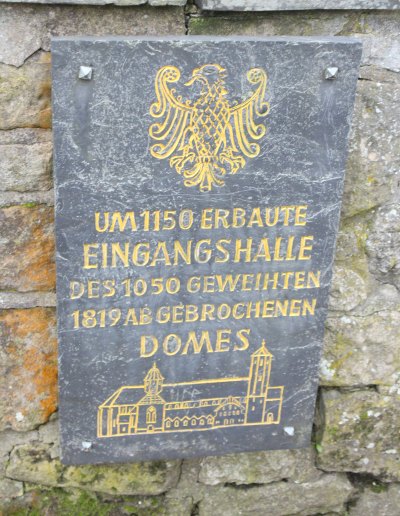 UM 1150 ERBAUTE
EINGANGSHALLE
DES 1050 GEWEIHTEN
1819 ABGEBROCHENEN
DOMES